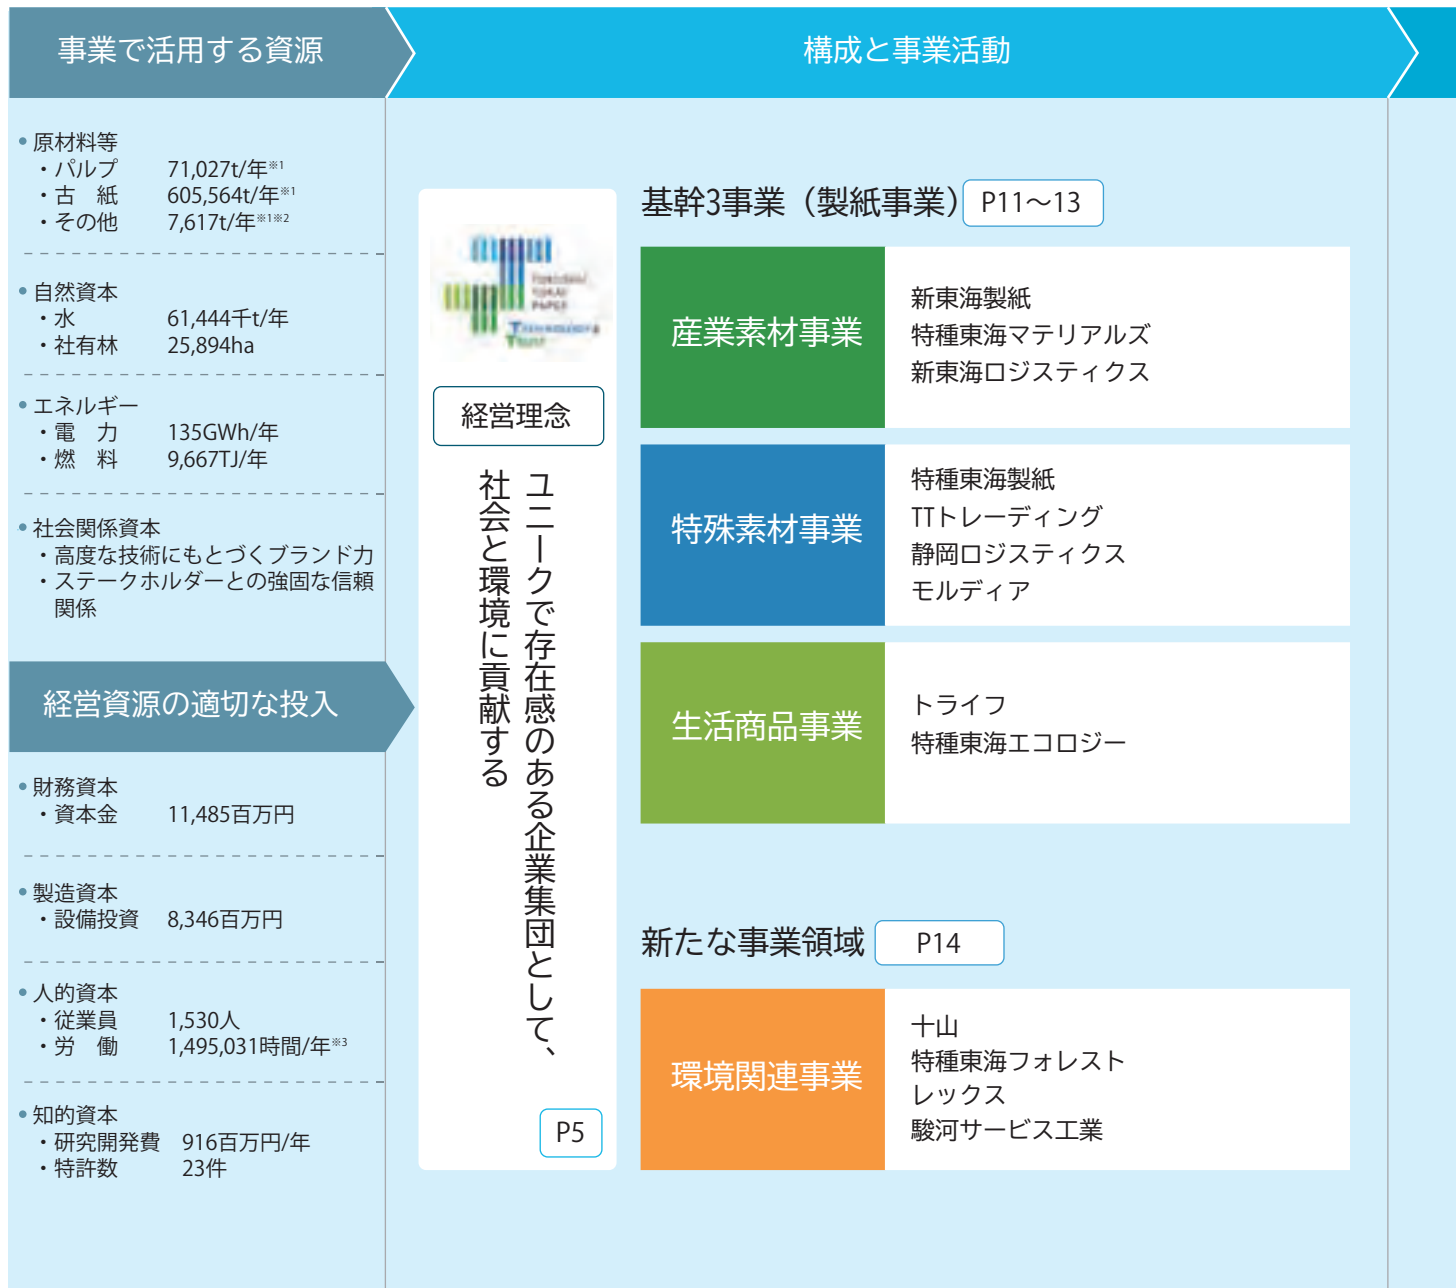 事業で活用する資源
・原材料等
・パルプ 71,027t/年※1
・古 紙 605,564t/年※1
・その他 7,617t/年※1※2
・自然資本
・水 61,444千t/年
・社有林 25,894ha
・エネルギー
・電 力 135GWh/年
・燃 料 9,667TJ/年
・社会関係資本
・高度な技術にもとづくブランド力
・ステークホルダーとの強固な信頼
関係
経営資源の適切な投入
・財務資本
・資本金 11,485百万円
・製造資本
・設備投資 8,346百万円
・人的資本
・従業員 1,530人
・労 働 1,495,031時間/年※3
・知的資本
・研究開発費 916百万円/年
・特許数 23件
構成と事業活動
TOKUSHU
TOKAI
PAPER
Technology &
Trust
経営理念
ユニークで存在感のある企業集団として、
社会と環境に貢献する
P5
基幹3事業（製紙事業） P11～13
産業素材事業
新東海製紙
特種東海マテリアルズ
新東海ロジスティクス
特殊素材事業
特種東海製紙
TTトレーディング
静岡ロジスティクス
モルディア
生活商品事業
トライフ
特種東海エコロジー
新たな事業領域 P14
環境関連事業
十山
特種東海フォレスト
レックス
駿河サービス工業